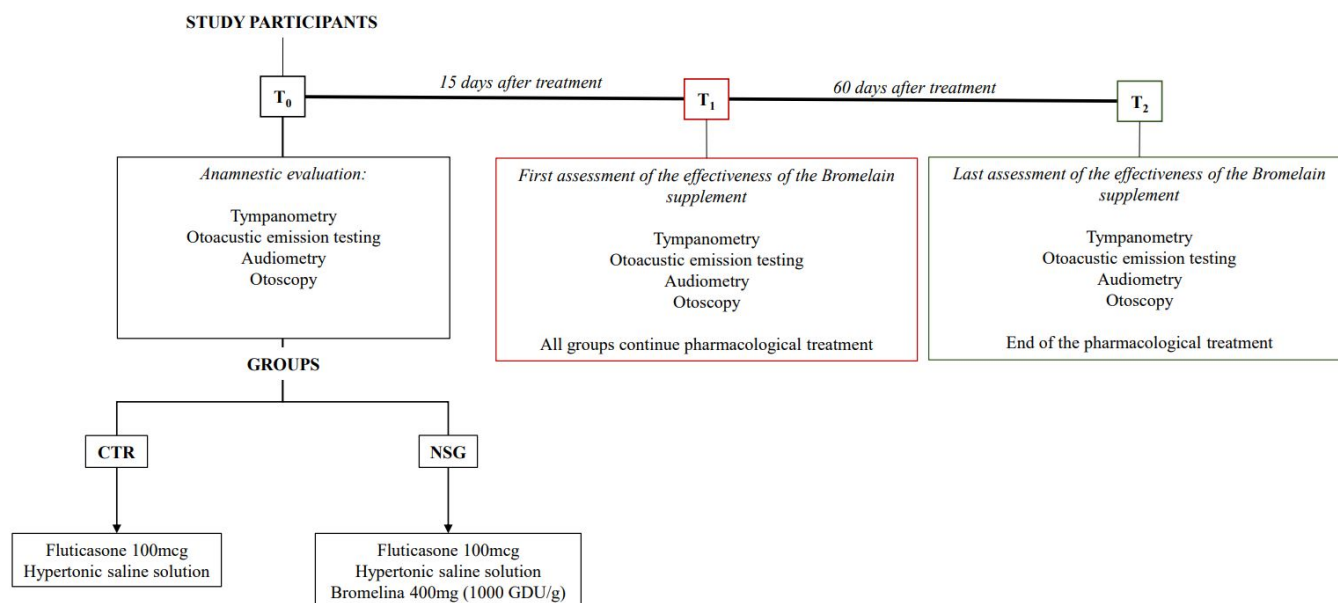 STUDY PARTICIPANTS
T₀
15 days after treatment
T₁
60 days after treatment
T₂
Anamnestic evaluation:
Tympanometry
Otoacustic emission testing
Audiometry
Otoscopy
First assessment of the effectiveness of the Bromelain
supplement
Tympanometry
Otoacustic emission testing
Audiometry
Otoscopy
All groups continue pharmacological treatment
Last assessment of the effectiveness of the Bromelain
supplement
Tympanometry
Otoacustic emission testing
Audiometry
Otoscopy
End of the pharmacological treatment
GROUPS
CTR
NSG
Fluticasone 100mcg
Hypertonic saline solution
Fluticasone 100mcg
Hypertonic saline solution
Bromelina 400mg (1000 GDU/g)